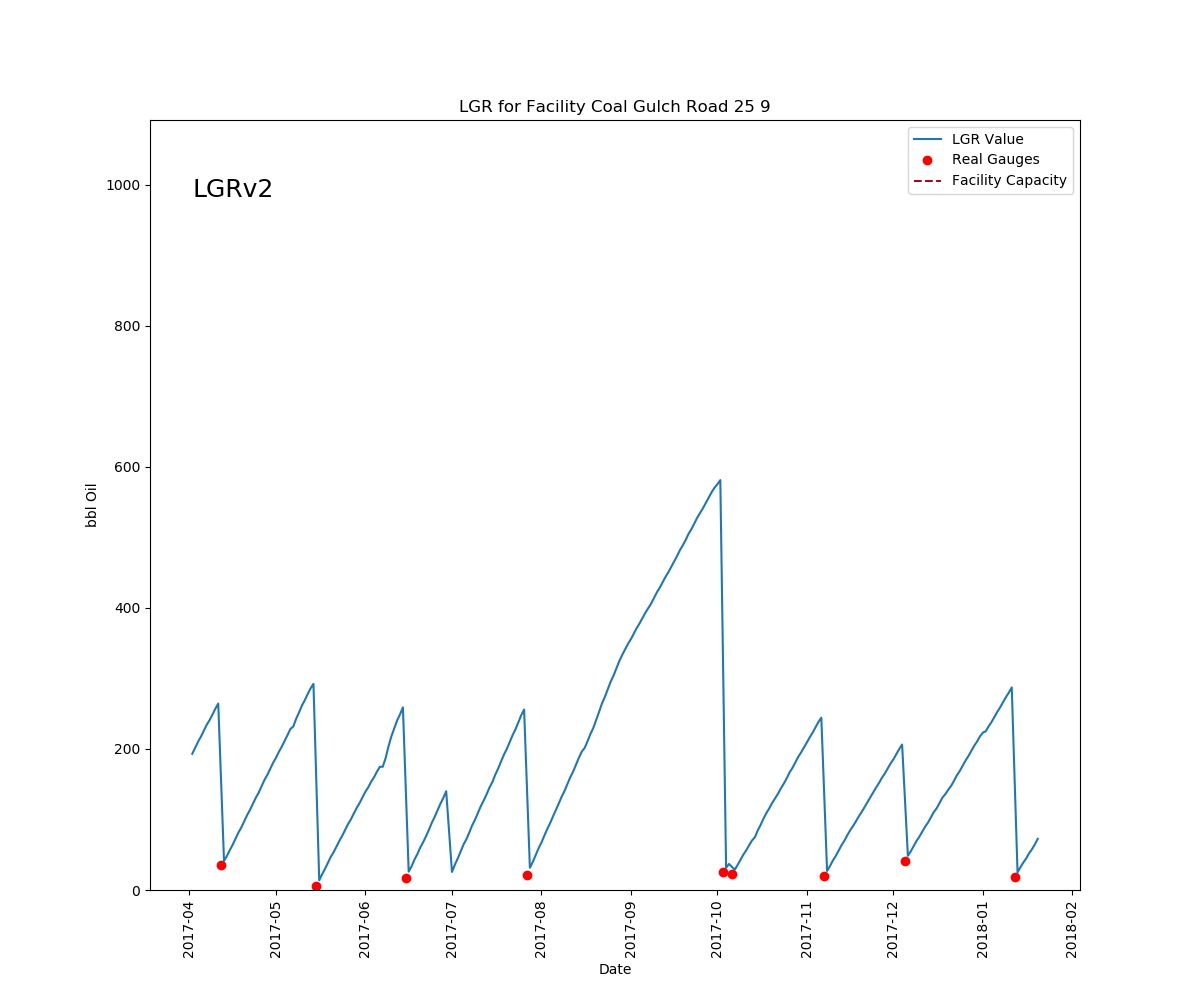 LGR for Facility Coal Gulch Road 25 9
LGRv2
LGR Value
Real Gauges
Facility Capacity
1000
800
600
400
200
0
bbl Oil
2017-04
2017-05
2017-06
2017-07
2017-08
2017-09
2017-10
2017-11
2017-12
2018-01
2018-02
Date